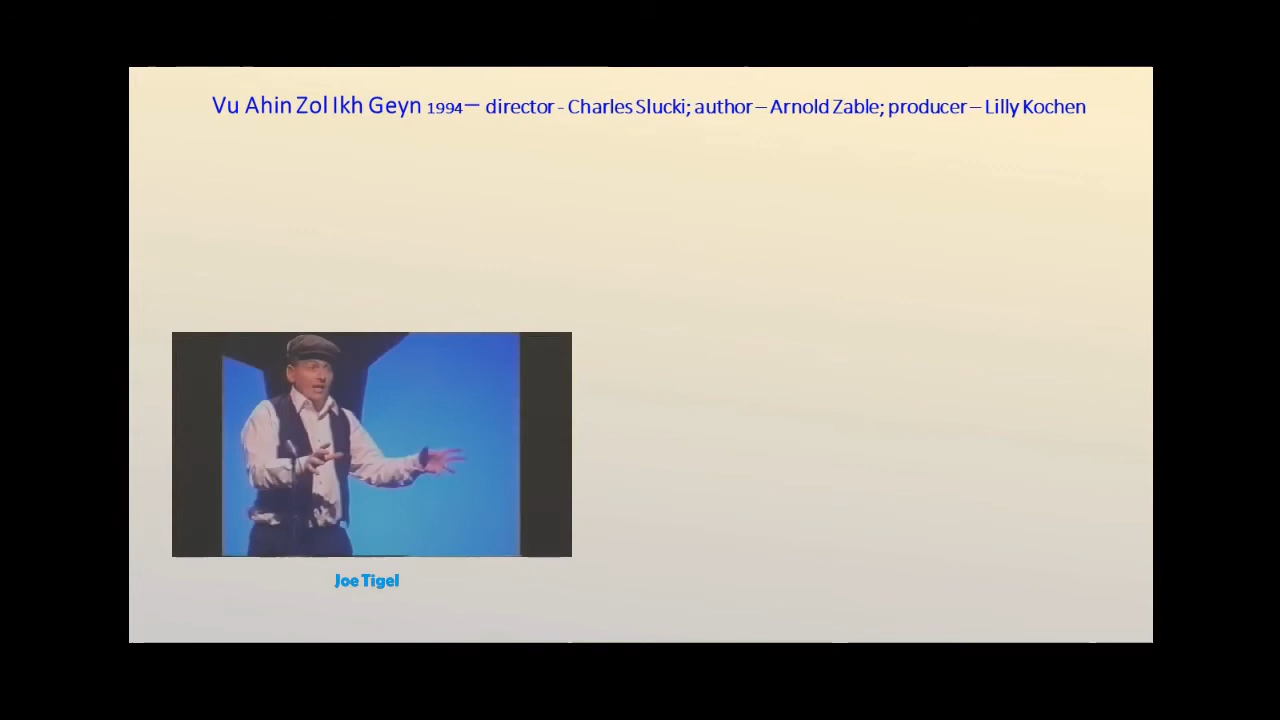 Vu Ahin Zol Ikh Geyn 1994— director - Charles Slucki; author – Arnold Zable; producer – Lilly Kochen
Joe Tigel